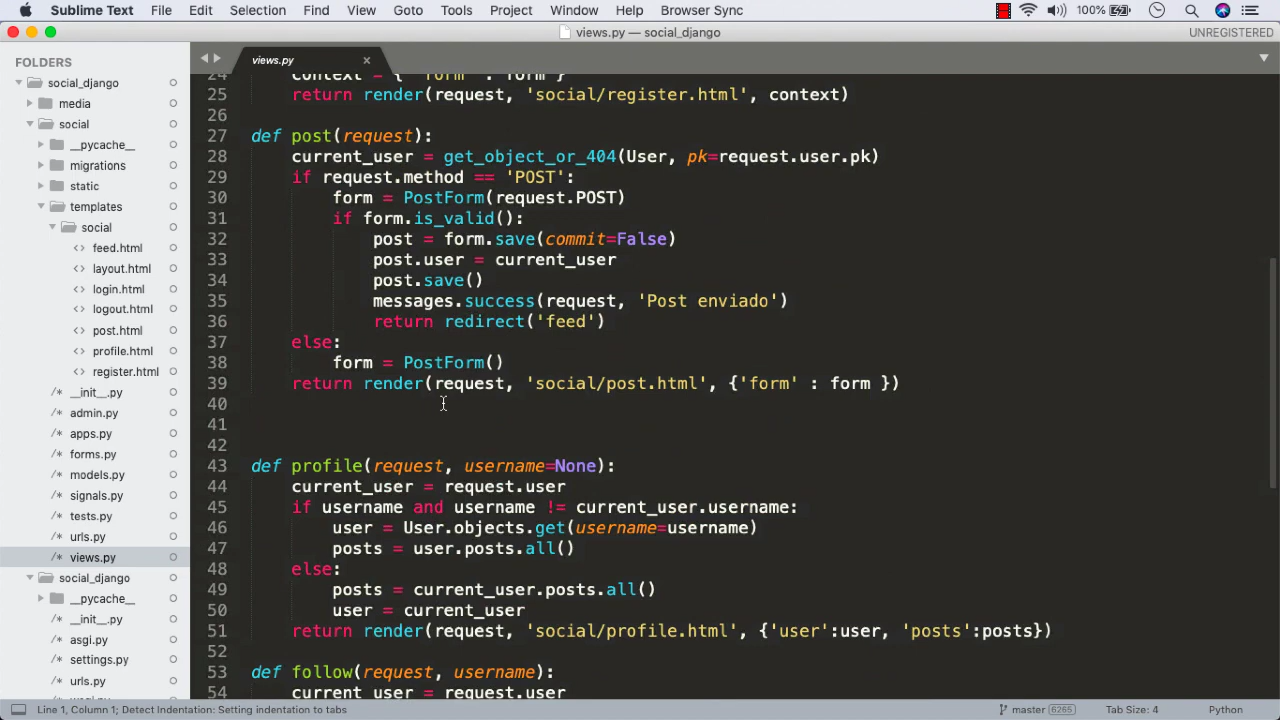 Sublime Text File Edit Selection Find View Goto Tools Project Window Help Browser Sync 100%
views.py — social_django
UNREGISTERED
FOLDERS
social_django
media
social
__pycache__
migrations
static
templates
social
feed.html
layout.html
login.html
logout.html
post.html
profile.html
register.html
__init__.py
admin.py
apps.py
forms.py
models.py
signals.py
tests.py
urls.py
views.py
social_django
__pycache__
__init__.py
asgi.py
settings.py
urls.py
views.py
24 context = { 'form' : form }
25 return render(request, 'social/register.html', context)
26
27 def post(request):
28 current_user = get_object_or_404(User, pk=request.user.pk)
29 if request.method == 'POST':
30 form = PostForm(request.POST)
31 if form.is_valid():
32 post = form.save(commit=False)
33 post.user = current_user
34 post.save()
35 messages.success(request, 'Post enviado')
36 return redirect('feed')
37 else:
38 form = PostForm()
39 return render(request, 'social/post.html', {'form' : form })
40
41
42
43 def profile(request, username=None):
44 current_user = request.user
45 if username and username != current_user.username:
46 user = User.objects.get(username=username)
47 posts = user.posts.all()
48 else:
49 posts = current_user.posts.all()
50 user = current_user
51 return render(request, 'social/profile.html', {'user':user, 'posts':posts})
52
53 def follow(request, username):
54 current_user = request.user
Line 1, Column 1; Detect Indentation: Setting indentation to tabs
master 6265
Tab Size: 4
Python